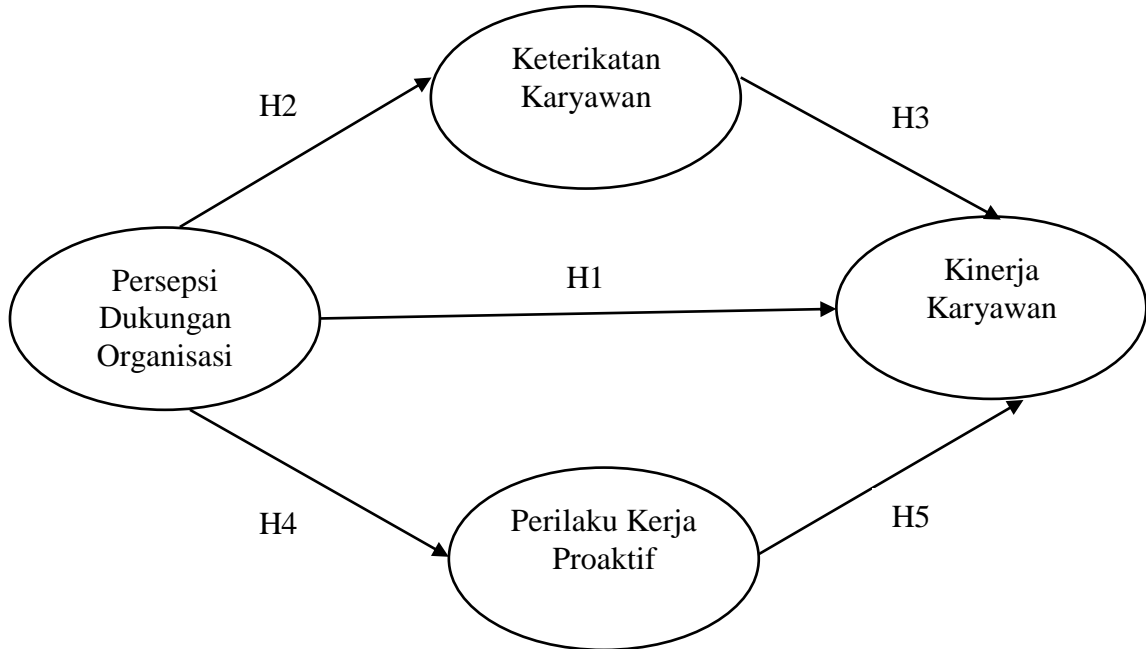 Keterikatan
Karyawan
H2
H3
Persepsi
Dukungan
Organisasi
H1
Kinerja
Karyawan
H4
Perilaku Kerja
Proaktif
H5